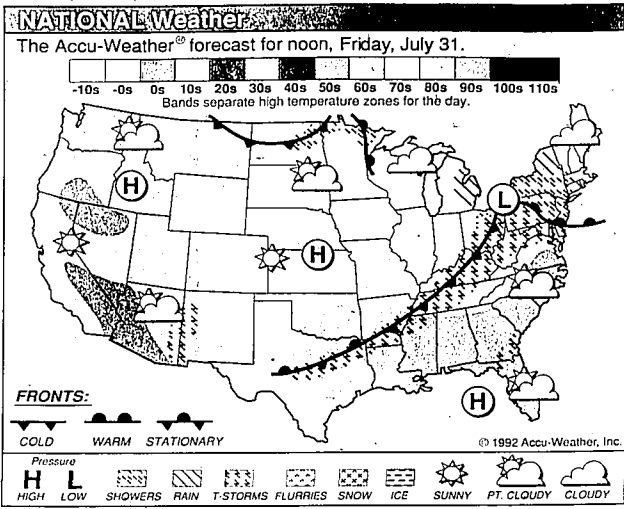 NATIONAL Weather
The Accu-Weather® forecast for noon, Friday, July 31.
-10s -0s 0s 10s 20s 30s 40s 50s 60s 70s 80s 90s 100s 110s
Bands separate high temperature zones for the day.
H
L
H
H
FRONTS:
COLD WARM STATIONARY
© 1992 Accu-Weather, Inc.
Pressure
H L
HIGH LOW SHOWERS RAIN T-STORMS FLURRIES SNOW ICE SUNNY PT. CLOUDY CLOUDY